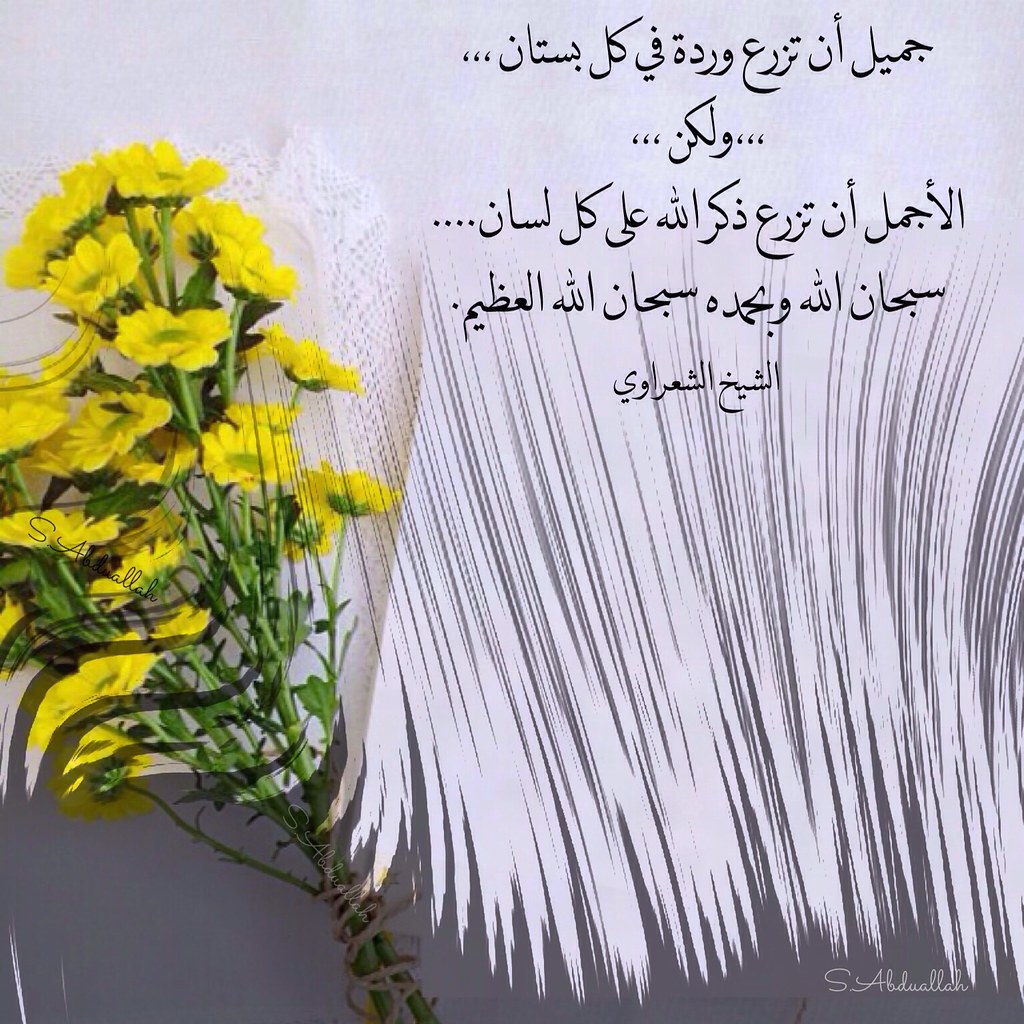 جميل أن تزرع وردة في كل بستان ،،،
،،،ولكن ،،،
الأجمل أن تزرع ذكر الله على كل لسان....
سبحان الله وبحمده سبحان الله العظيم.
الشيخ الشعراوي
S.Abduallah
S.Abduallah
S.Abduallah